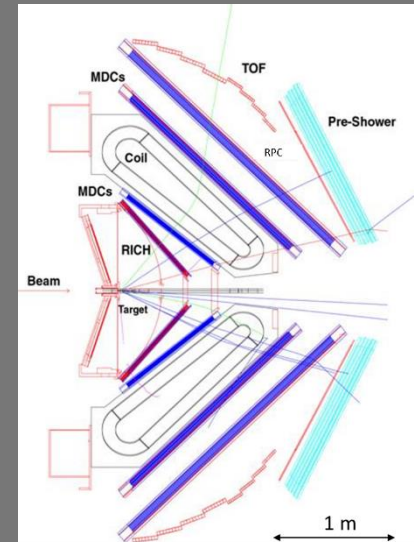 TOF
MDCs
Pre-Shower
RPC
Coil
MDCs
RICH
Beam
Target
1 m